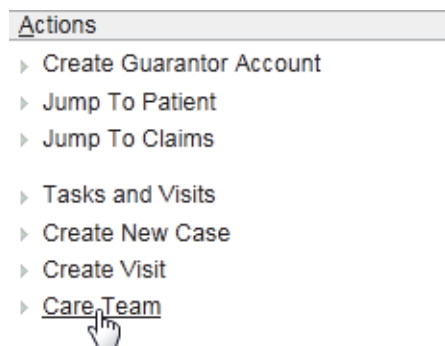 Actions
Create Guarantor Account
Jump To Patient
Jump To Claims
Tasks and Visits
Create New Case
Create Visit
Care Team